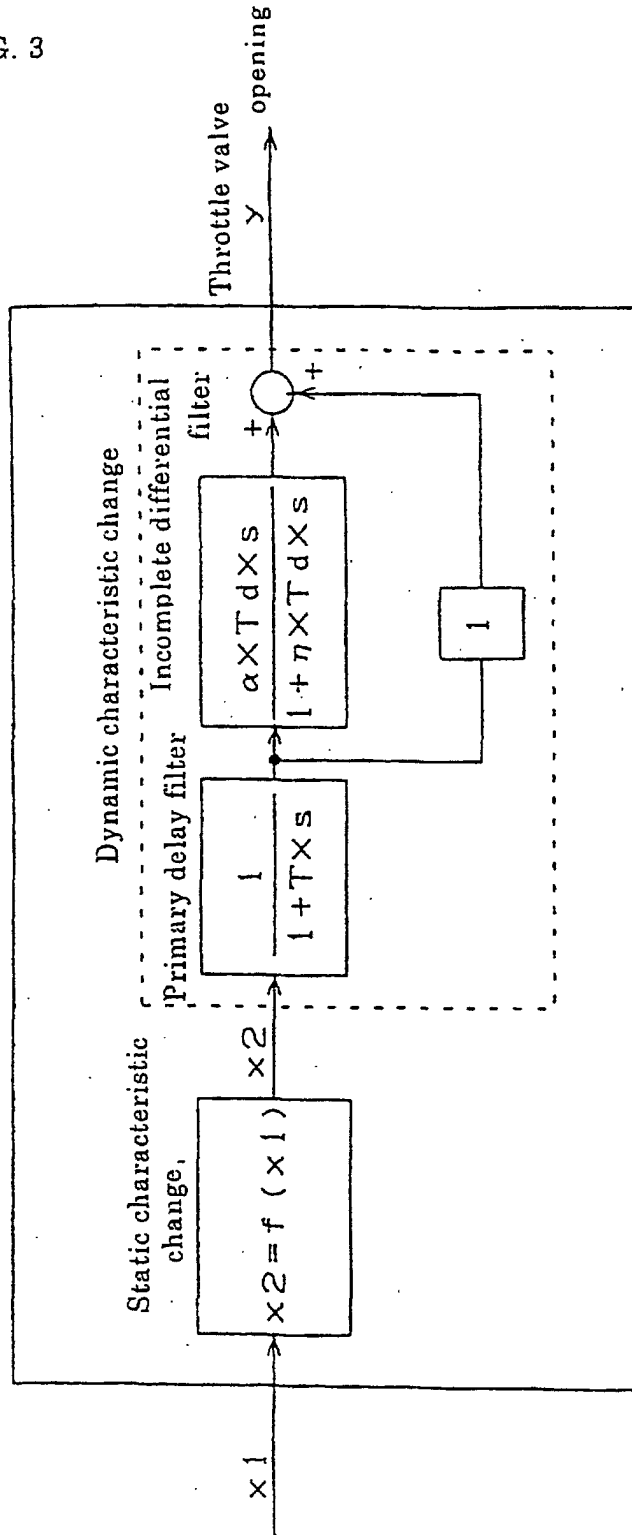 G. 3
Dynamic characteristic change
Static characteristic
change,
Primary delay filter
Incomplete differential
filter
Throttle valve
opening
x1
x2=f(x1)
x2
1
1+T×s
α×Td×s
1+η×Td×s
+
+
1
y